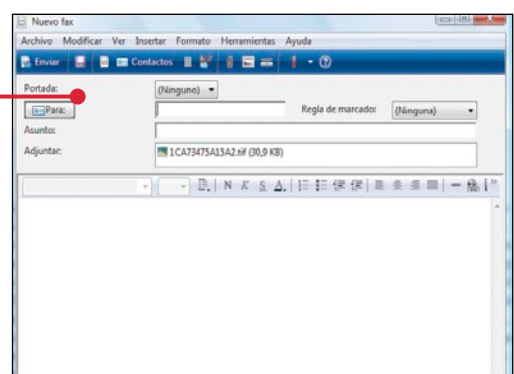 Nuevo fax
Archivo Modificar Ver Insertar Formato Herramientas Ayuda
Enviar Contactos
Portada: (Ninguno)
Para: Regla de marcado: (Ninguna)
Asunto:
Adjuntar: 1CA73475A15A2.tif (30,9 KB)
N K S A